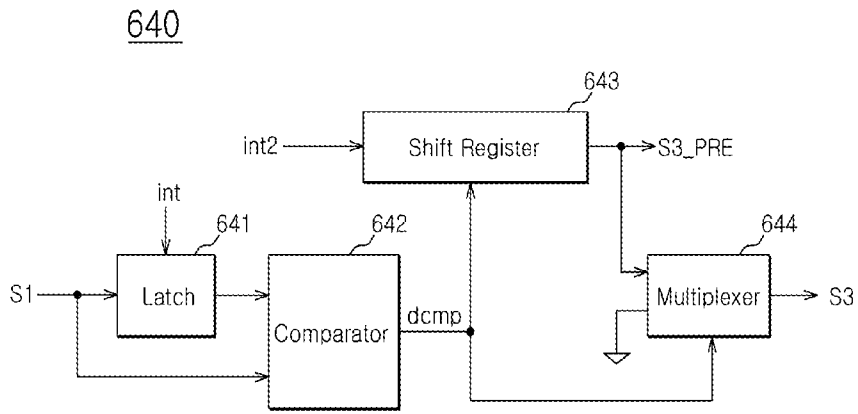 640
643
int2
Shift Register
S3_PRE
int
641
642
644
S1
Latch
Comparator
dcmp
Multiplexer
S3